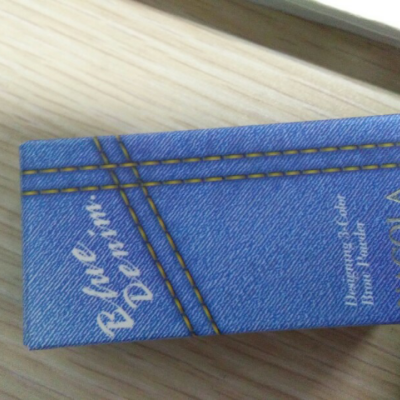 Blue
Denim.
Designing 3-Color
Brow Powder